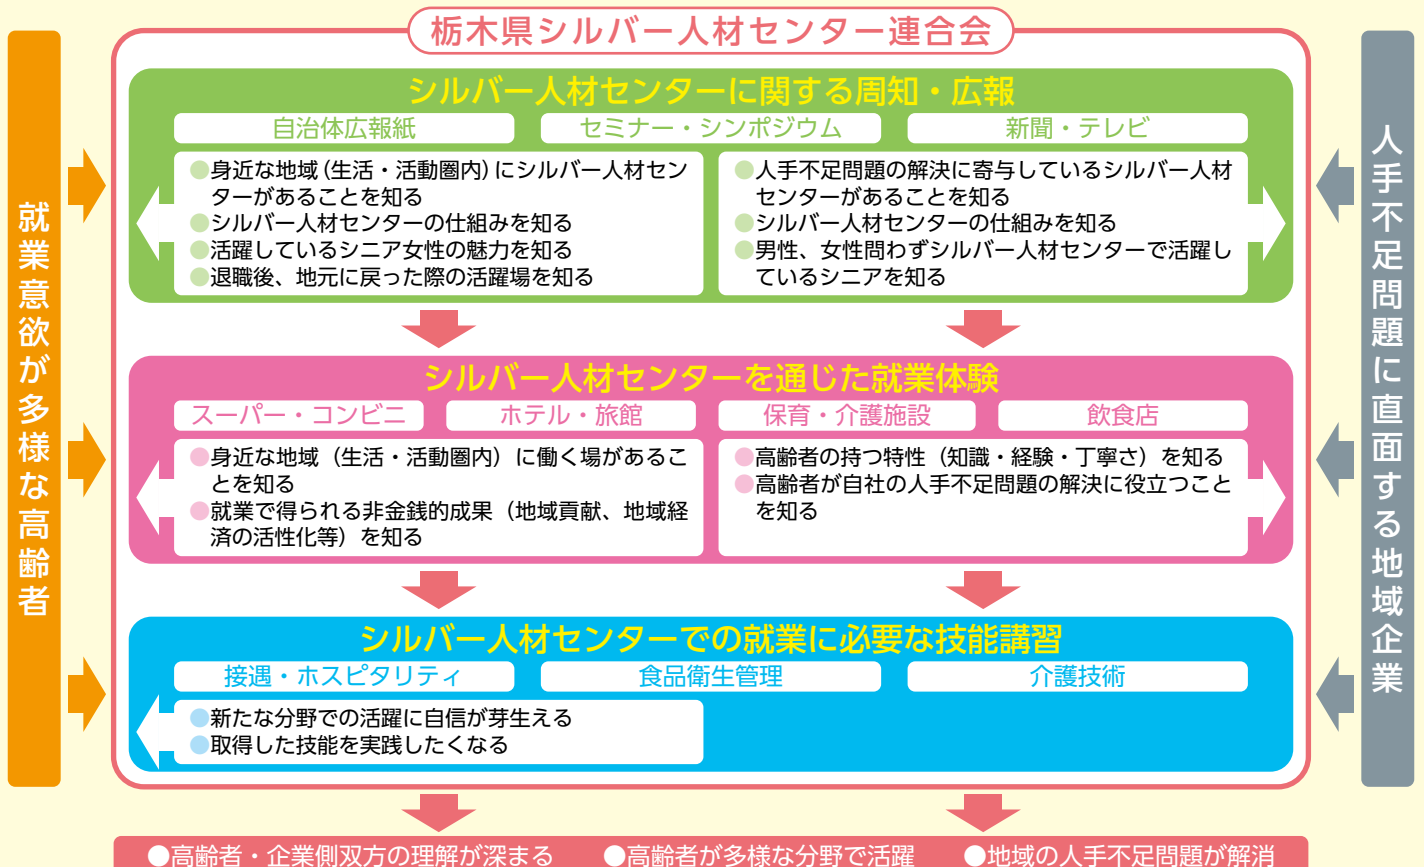 栃木県シルバー人材センター連合会
就業意欲が多様な高齢者
シルバー人材センターに関する周知・広報
自治体広報紙
セミナー・シンポジウム
新聞・テレビ
●身近な地域(生活・活動圏内)にシルバー人材セン
ターがあることを知る
●シルバー人材センターの仕組みを知る
●活躍しているシニア女性の魅力を知る
●退職後、地元に戻った際の活躍場を知る
●人手不足問題の解決に寄与しているシルバー人材
センターがあることを知る
●シルバー人材センターの仕組みを知る
●男性、女性問わずシルバー人材センターで活躍し
ているシニアを知る
シルバー人材センターを通じた就業体験
スーパー・コンビニ
ホテル・旅館
保育・介護施設
飲食店
●身近な地域（生活・活動圏内）に働く場があるこ
とを知る
●就業で得られる非金銭的成果（地域貢献、地域経
済の活性化等）を知る
●高齢者の持つ特性（知識・経験・丁寧さ）を知る
●高齢者が自社の人手不足問題の解決に役立つこと
を知る
シルバー人材センターでの就業に必要な技能講習
接遇・ホスピタリティ
食品衛生管理
介護技術
●新たな分野での活躍に自信が芽生える
●取得した技能を実践したくなる
人手不足問題に直面する地域企業
●高齢者・企業側双方の理解が深まる
●高齢者が多様な分野で活躍
●地域の人手不足問題が解消